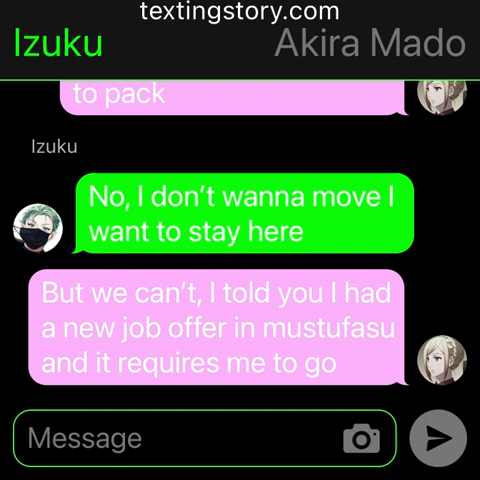 textingstory.com
Izuku
Akira Mado
to pack
Izuku
No, I don't wanna move I
want to stay here
But we can't, I told you I had
a new job offer in mustufasu
and it requires me to go
Message